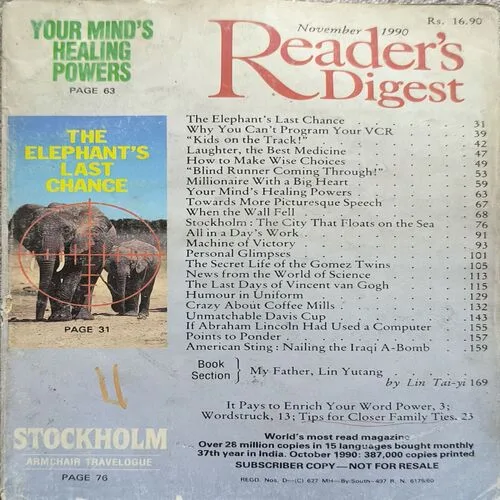 YOUR MIND'S
HEALING
POWERS
PAGE 63
Rs. 16.90
November 1990
Reader's
Digest
THE
ELEPHANT'S
LAST
CHANCE
PAGE 31
The Elephant's Last Chance . 31
Why You Can't Program Your VCR . 39
"Kids on the Track!" . 42
Laughter, the Best Medicine . 47
How to Make Wise Choices . 49
"Blind Runner Coming Through!" . 53
Millionaire With a Big Heart . 59
Your Mind's Healing Powers . 63
Towards More Picturesque Speech . 67
When the Wall Fell . 68
Stockholm : The City That Floats on the Sea . 76
All in a Day's Work . 91
Machine of Victory . 93
Personal Glimpses . 101
The Secret Life of the Gomez Twins . 105
News from the World of Science . 113
The Last Days of Vincent van Gogh . 115
Humour in Uniform . 129
Crazy About Coffee Mills . 132
Unmatchable Davis Cup . 143
If Abraham Lincoln Had Used a Computer . 155
Points to Ponder . 157
American Sting : Nailing the Iraqi A-Bomb . 159
Book
Section } My Father, Lin Yutang
by Lin Tai-yi 169
It Pays to Enrich Your Word Power, 3;
Wordstruck, 13; Tips for Closer Family Ties. 23
STOCKHOLM
ARMCHAIR TRAVELOGUE
PAGE 76
World's most read magazine
Over 28 million copies in 15 languages bought monthly
37th year in India. October 1990: 387,000 copies printed
SUBSCRIBER COPY—NOT FOR RESALE
REGD. Nos. D—(C) 627 MH—By—South-497 R. N. 6175/60